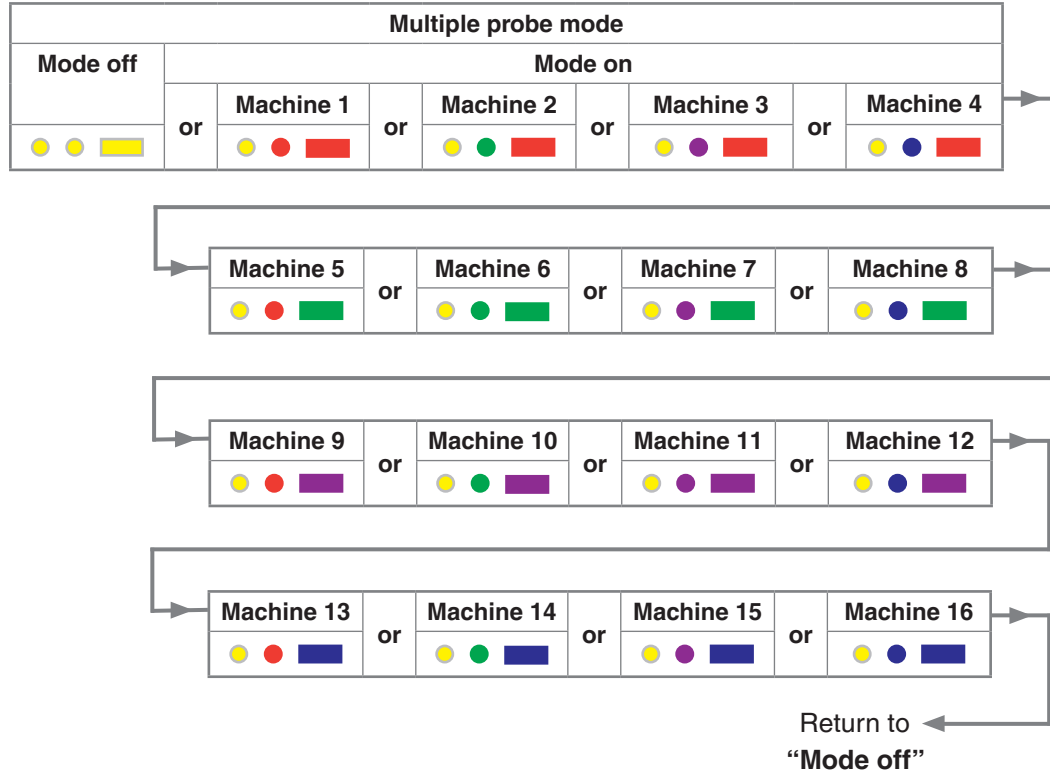 Multiple probe mode
Mode off
Mode on
or
Machine 1
or
Machine 2
or
Machine 3
or
Machine 4
Machine 5
or
Machine 6
or
Machine 7
or
Machine 8
Machine 9
or
Machine 10
or
Machine 11
or
Machine 12
Machine 13
or
Machine 14
or
Machine 15
or
Machine 16
Return to
“Mode off”